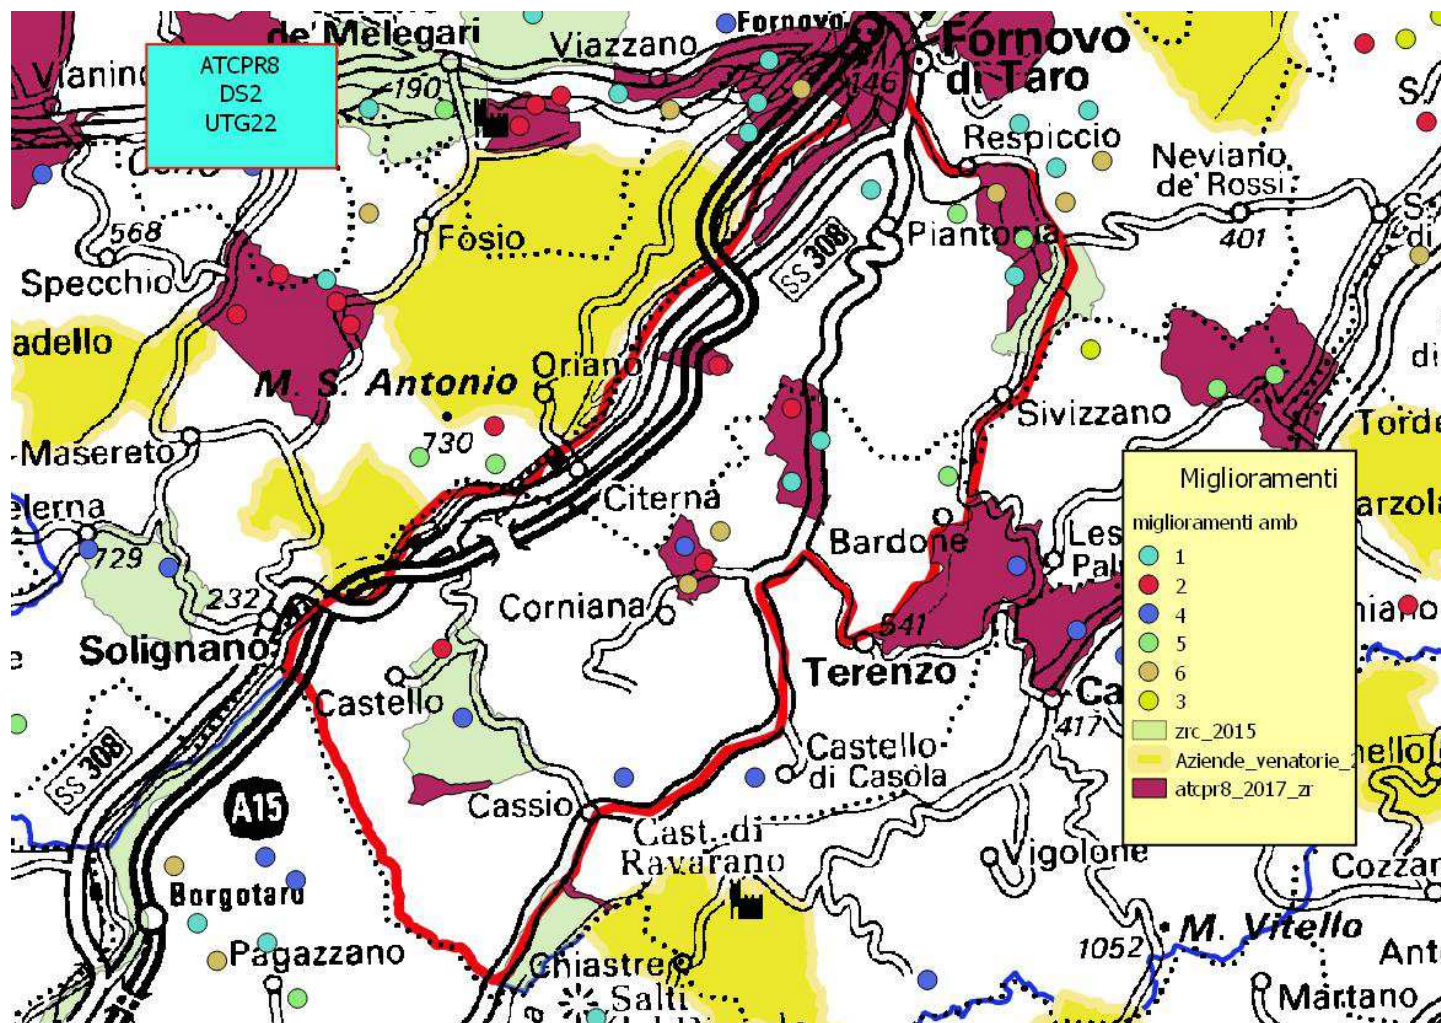 de' Melegari
Viazzano
Fornovo
Fornovo
di Taro
ATCPR8
DS2
UTG22
190
146
Respiccio
Neviano
de' Rossi
401
568
Specchio
Fosio
SS 308
Piantonia
adello
M. S. Antonio
730
Oriano
Sivizzano
Masereto
elerna
729
Citerna
Bardone
232
Solignano
Corniana
541
Terenzo
Castello
417
Castello
di Casola
SS 308
A15
Cassio
Cast. di
Ravarano
Vigolone
Borgotaro
Pagazzano
Chiastre
Salti
1052
M. Vitello
Martano
Miglioramenti
miglioramenti amb
1
2
4
5
6
3
zrc_2015
Aziende_venatorie_2
atcpr8_2017_zr